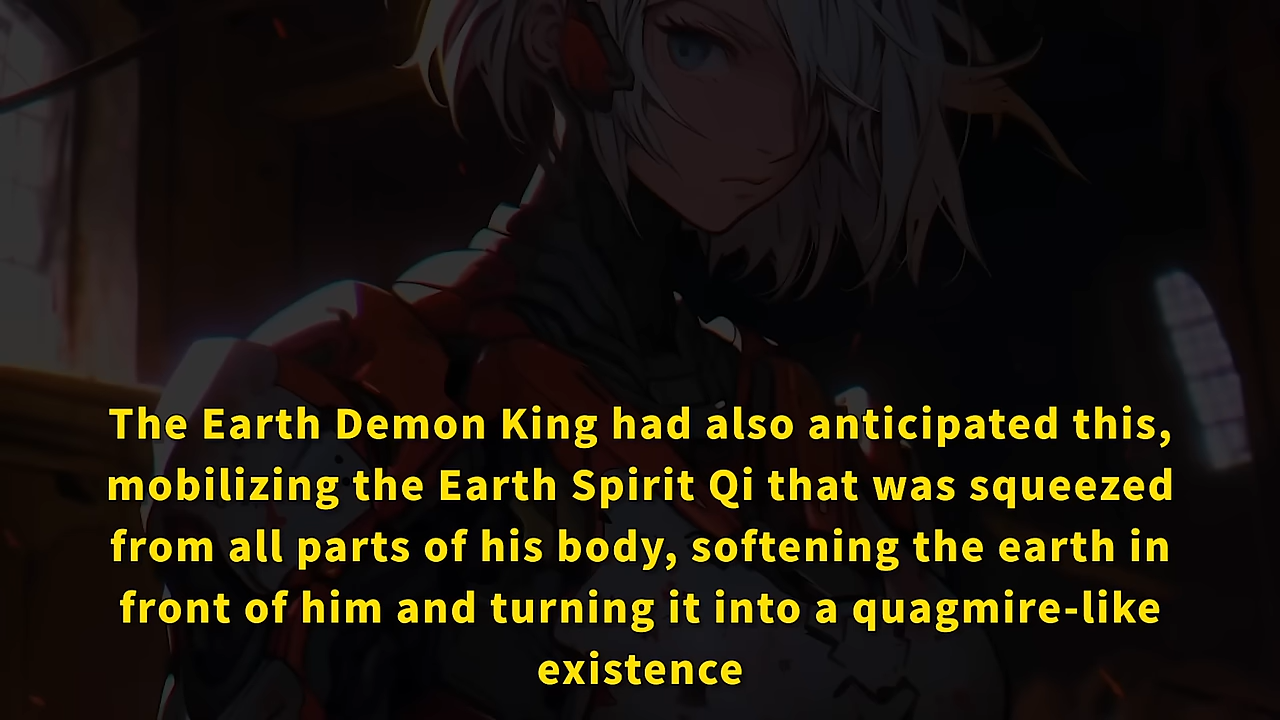 The Earth Demon King had also anticipated this,
mobilizing the Earth Spirit Qi that was squeezed
from all parts of his body, softening the earth in
front of him and turning it into a quagmire-like
existence